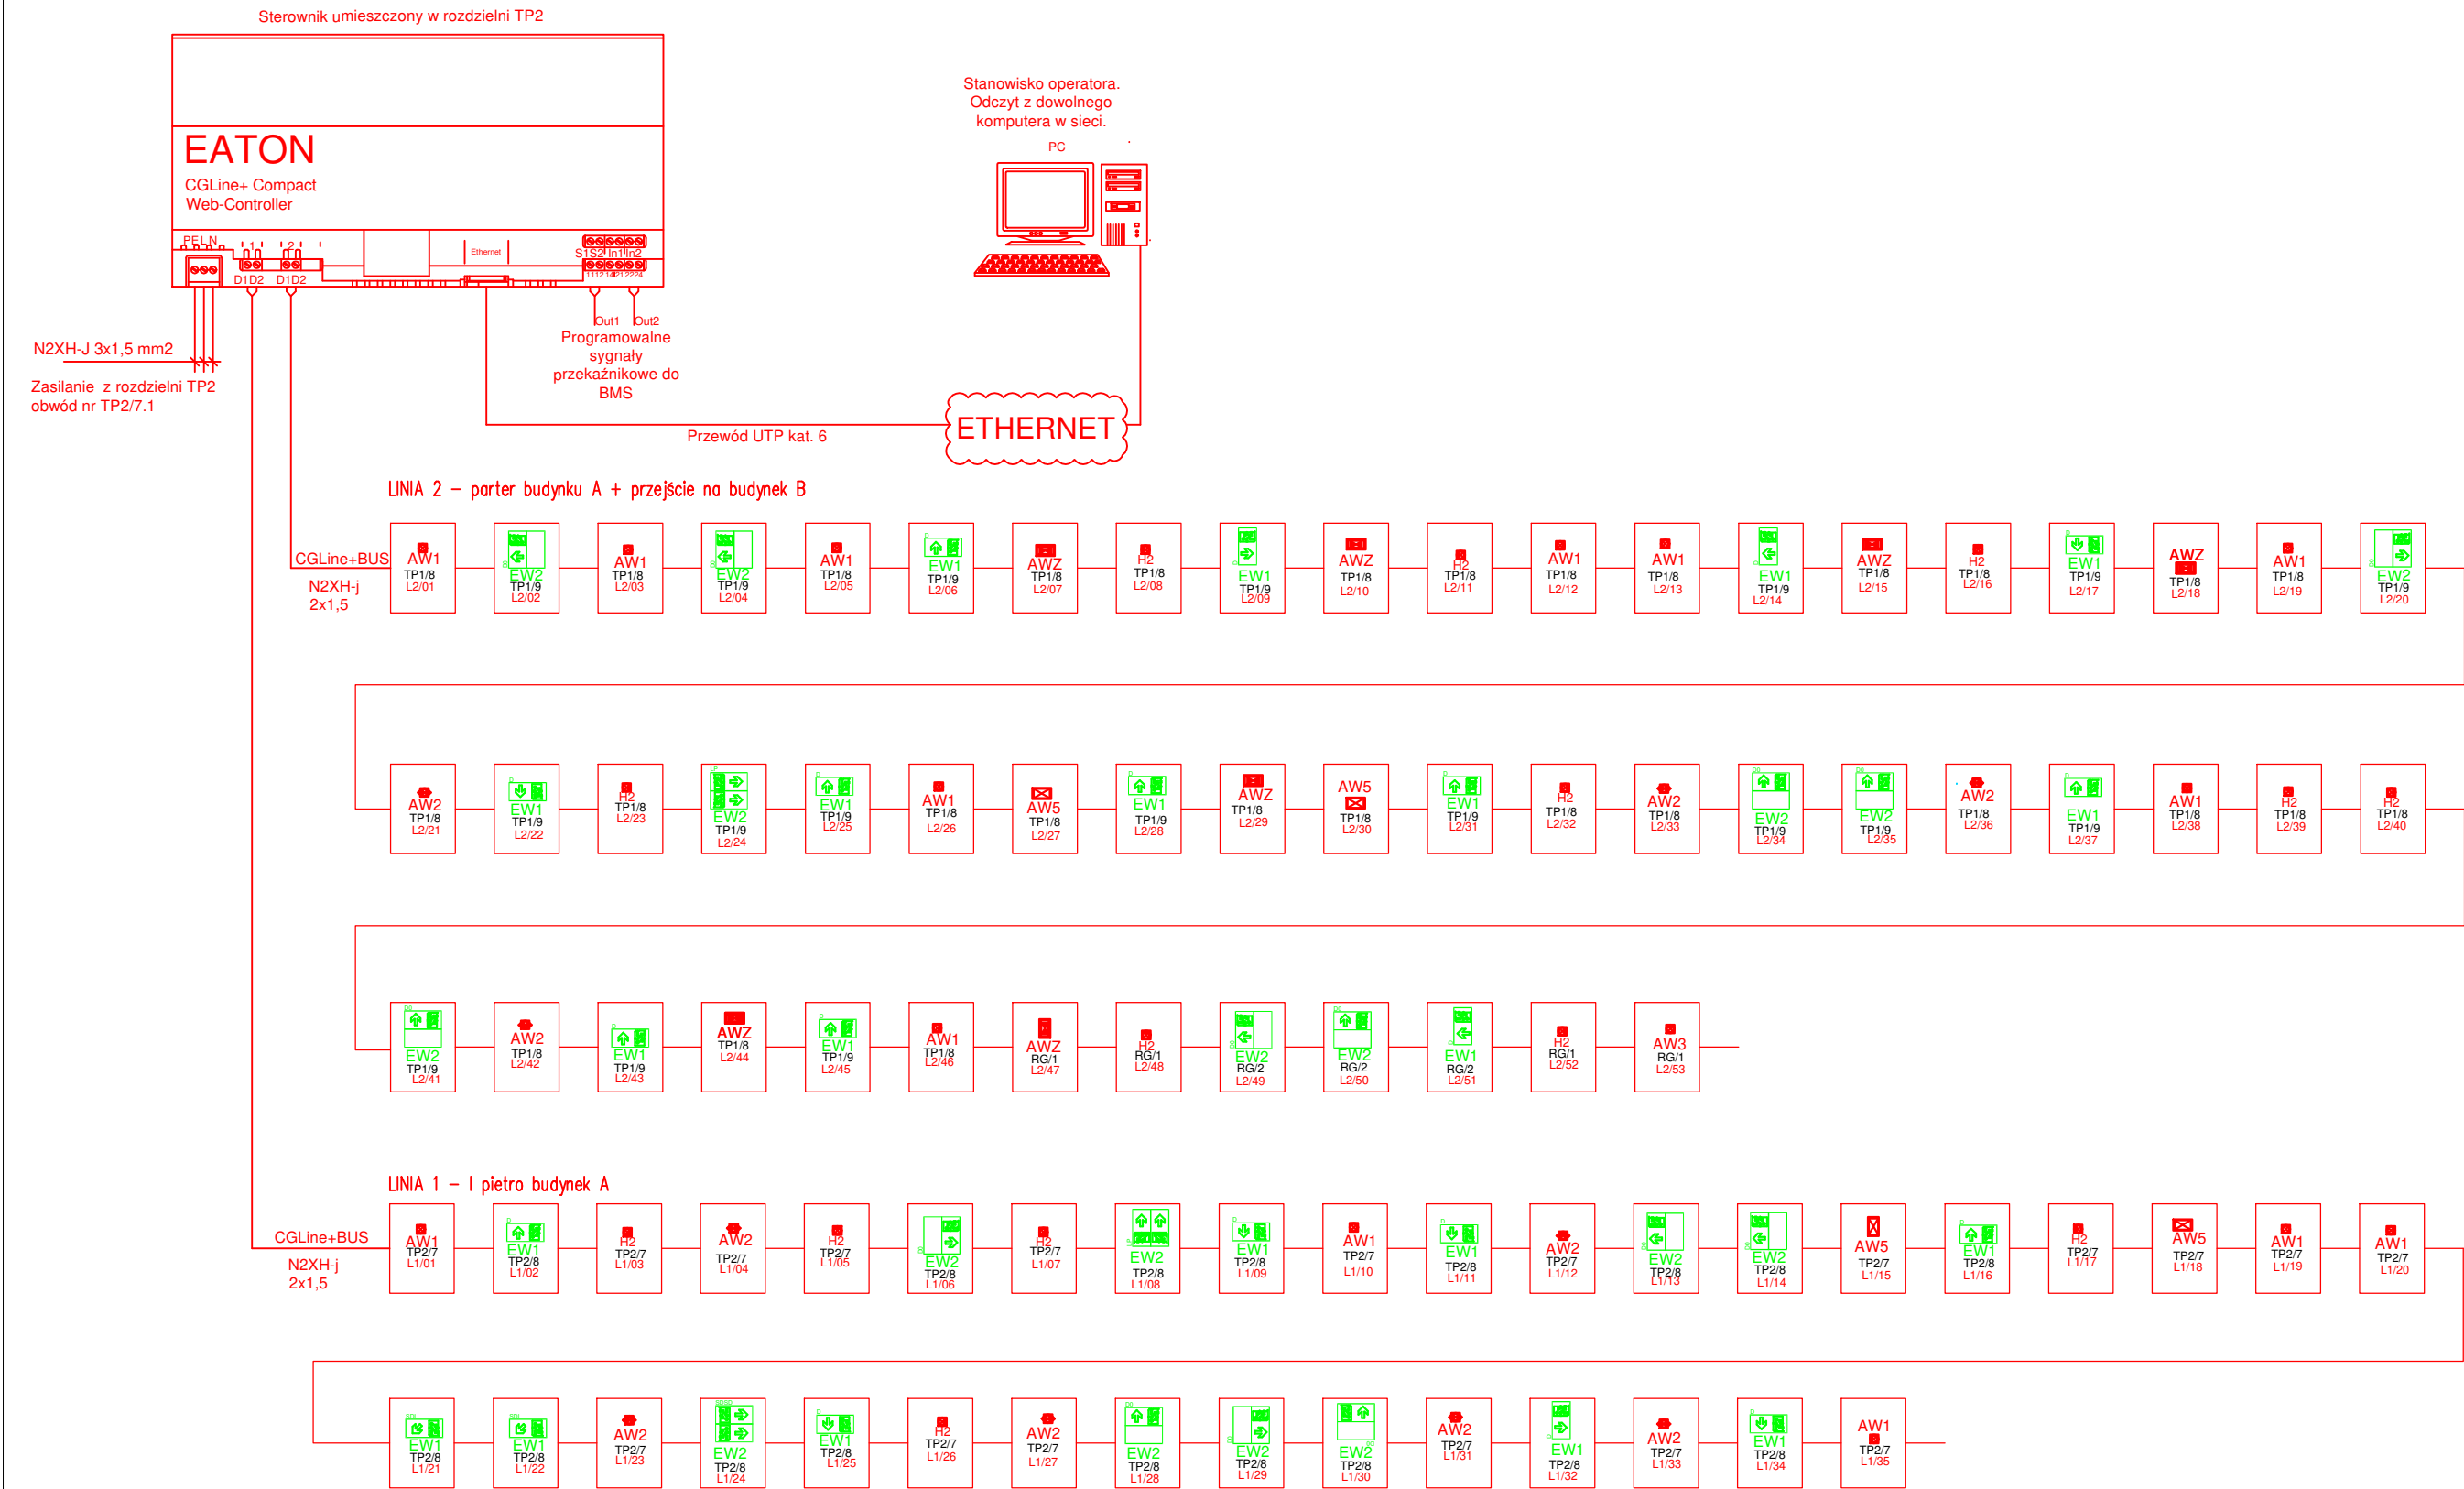 Sterownik umieszczony w rozdzielni TP2
EATON
CGLine+ Compact
Web-Controller
PE L N
1
2
Ethernet
S1S2 In1 In2
D1D2 D1D2
Out1 Out2
Programowalne
sygnały
przekaźnikowe do
BMS
N2XH-J 3x1,5 mm2
Zasilanie z rozdzielni TP2
obwód nr TP2/7.1
Stanowisko operatora.
Odczyt z dowolnego
komputera w sieci.
PC
ETHERNET
Przewód UTP kat. 6
LINIA 2 – parter budynku A + przejście na budynek B
CGLine+BUS
N2XH-j
2x1,5
AW1 TP1/8 L2/01
EW2 TP1/9 L2/02
AW1 TP1/8 L2/03
EW2 TP1/9 L2/04
AW1 TP1/8 L2/05
EW1 TP1/9 L2/06
AWZ TP1/8 L2/07
H2 TP1/8 L2/08
EW1 TP1/9 L2/09
AWZ TP1/8 L2/10
H2 TP1/8 L2/11
AW1 TP1/8 L2/12
AW1 TP1/8 L2/13
EW1 TP1/9 L2/14
AWZ TP1/8 L2/15
H2 TP1/8 L2/16
EW1 TP1/9 L2/17
AWZ TP1/8 L2/18
AW1 TP1/8 L2/19
EW2 TP1/9 L2/20
AW2 TP1/8 L2/21
EW1 TP1/9 L2/22
H2 TP1/8 L2/23
EW2 TP1/9 L2/24
EW1 TP1/9 L2/25
AW1 TP1/8 L2/26
AW5 TP1/8 L2/27
EW1 TP1/9 L2/28
AWZ TP1/8 L2/29
AW5 TP1/8 L2/30
EW1 TP1/9 L2/31
H2 TP1/8 L2/32
AW2 TP1/8 L2/33
EW2 TP1/9 L2/34
EW2 TP1/9 L2/35
AW2 TP1/8 L2/36
EW1 TP1/9 L2/37
AW1 TP1/8 L2/38
H2 TP1/8 L2/39
H2 TP1/8 L2/40
EW2 TP1/9 L2/41
AW2 TP1/8 L2/42
EW1 TP1/9 L2/43
AWZ TP1/8 L2/44
EW1 TP1/9 L2/45
AW1 TP1/8 L2/46
AWZ RG/1 L2/47
H2 RG/1 L2/48
EW2 RG/2 L2/49
EW2 RG/2 L2/50
EW1 RG/2 L2/51
H2 RG/1 L2/52
AW3 RG/1 L2/53
LINIA 1 – I pietro budynek A
CGLine+BUS
N2XH-j
2x1,5
AW1 TP2/7 L1/01
EW1 TP2/8 L1/02
H2 TP2/7 L1/03
AW2 TP2/7 L1/04
H2 TP2/7 L1/05
EW2 TP2/8 L1/06
H2 TP2/7 L1/07
EW2 TP2/8 L1/08
EW1 TP2/8 L1/09
AW1 TP2/7 L1/10
EW1 TP2/8 L1/11
AW2 TP2/7 L1/12
EW2 TP2/8 L1/13
EW2 TP2/8 L1/14
AW5 TP2/7 L1/15
EW1 TP2/8 L1/16
H2 TP2/7 L1/17
AW5 TP2/7 L1/18
AW1 TP2/7 L1/19
AW1 TP2/7 L1/20
EW1 TP2/8 L1/21
EW1 TP2/8 L1/22
AW2 TP2/7 L1/23
EW2 TP2/8 L1/24
EW1 TP2/8 L1/25
H2 TP2/7 L1/26
AW2 TP2/7 L1/27
EW2 TP2/8 L1/28
EW2 TP2/8 L1/29
EW2 TP2/8 L1/30
AW2 TP2/7 L1/31
EW1 TP2/8 L1/32
AW2 TP2/7 L1/33
EW1 TP2/8 L1/34
AW1 TP2/7 L1/35